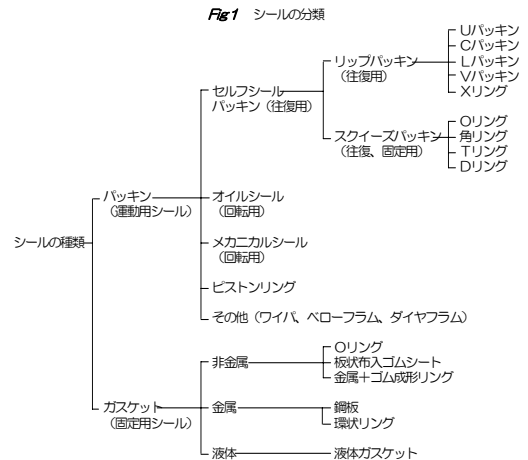 Fig1 シールの分類
Uパッキン
Cパッキン
リップパッキン
Lパッキン
(往復用)
Vパッキン
Xリング
セルフシール
パッキン(往復用)
Oリング
スクイーズパッキン
角リング
(往復、固定用)
Tリング
Dリング
パッキン
(運動用シール)
オイルシール
(回転用)
シールの種類
メカニカルシール
(回転用)
ピストンリング
その他(ワイパ、ベローフラム、ダイヤフラム)
Oリング
非金属
板状布入ゴムシート
金属+ゴム成形リング
ガスケット
(固定用シール)
金属
鋼板
環状リング
液体
液体ガスケット